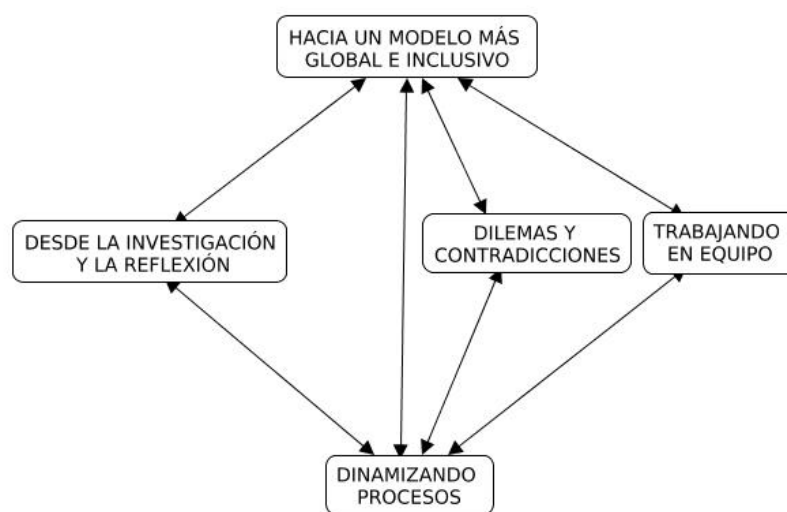 HACIA UN MODELO MÁS
GLOBAL E INCLUSIVO
DESDE LA INVESTIGACIÓN
Y LA REFLEXIÓN
DILEMAS Y
CONTRADICCIONES
TRABAJANDO
EN EQUIPO
DINAMIZANDO
PROCESOS